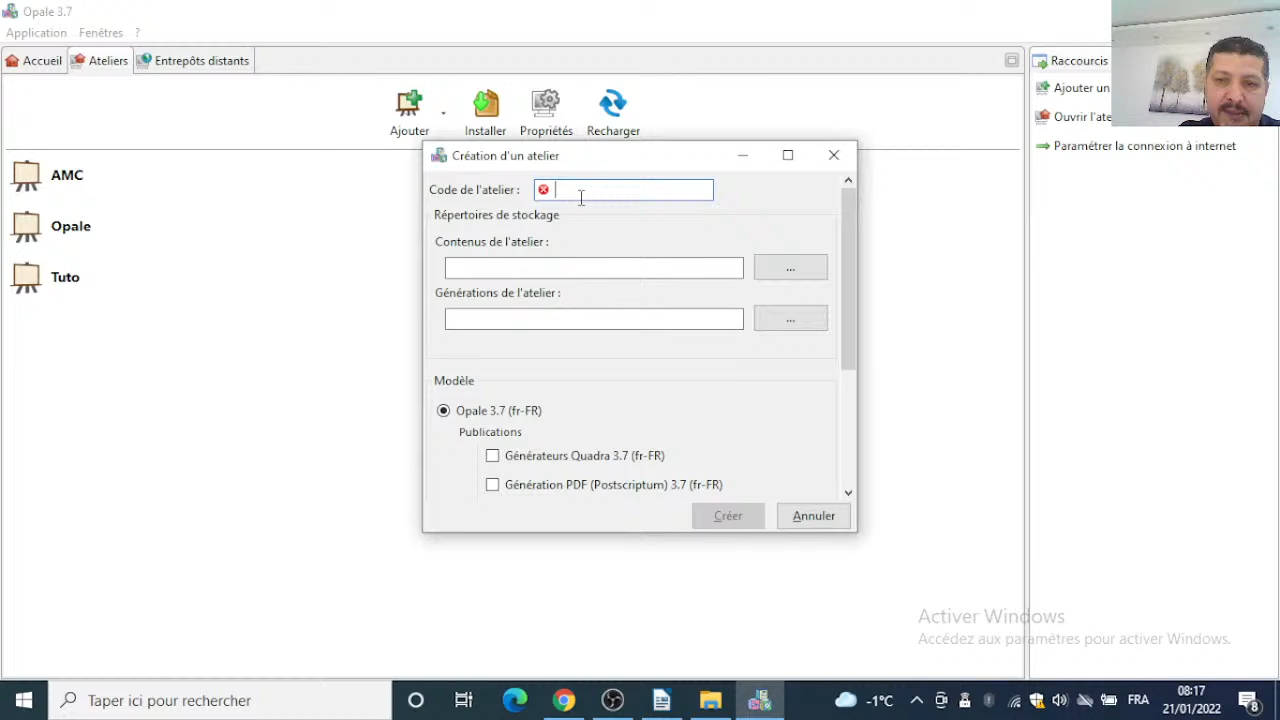 Opale 3.7
Application Fenêtres ?
Accueil Ateliers Entrepôts distants
Raccourcis
Ajouter Installer Propriétés Recharger
Ajouter un
Ouvrir l'ate
Paramétrer la connexion à internet
AMC
Opale
Tuto
Création d'un atelier
Code de l'atelier :
Répertoires de stockage
Contenus de l'atelier :
...
Générations de l'atelier :
...
Modèle
Opale 3.7 (fr-FR)
Publications
Générateurs Quadra 3.7 (fr-FR)
Génération PDF (Postscriptum) 3.7 (fr-FR)
Créer Annuler
Activer Windows
Accédez aux paramètres pour activer Windows.
Taper ici pour rechercher
-1°C
FRA
08:17
21/01/2022
8